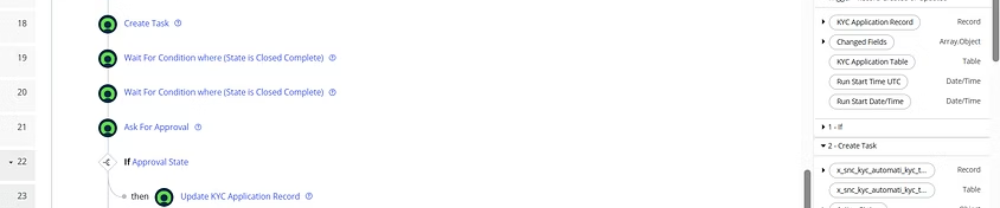 18 Create Task
19 Wait For Condition where (State is Closed Complete)
20 Wait For Condition where (State is Closed Complete)
21 Ask For Approval
22 If Approval State
23 then Update KYC Application Record
KYC Application Record Record
Changed Fields Array.Object
KYC Application Table Table
Run Start Time UTC Date/Time
Run Start Date/Time Date/Time
1 - If
2 - Create Task
x_snc_kyc_automati_kyc_t... Record
x_snc_kyc_automati_kyc_t... Table